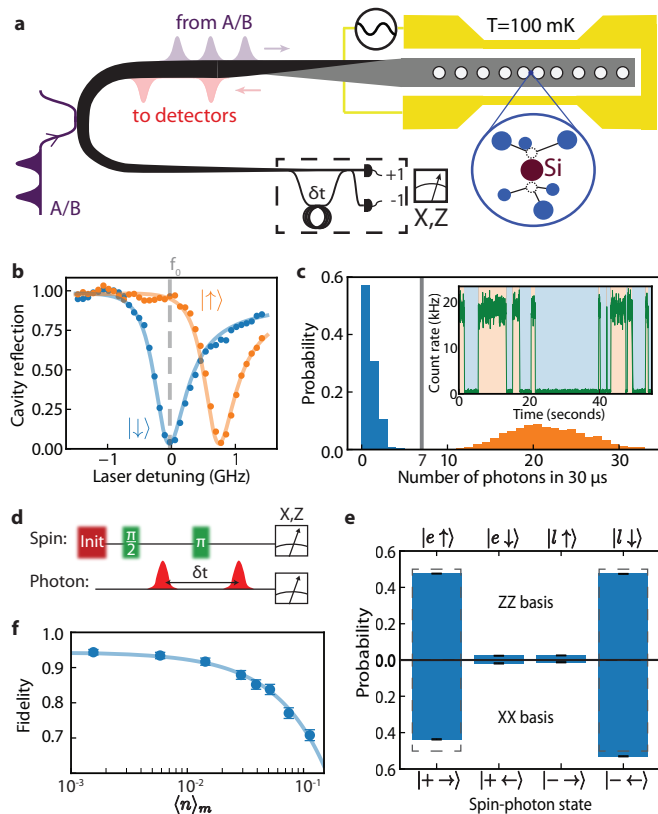 a
from A/B
T=100 mK
to detectors
Si
A/B
δt
+1
-1
X,Z
b
f₀
|↑⟩
|↓⟩
Cavity reflection
1.00
0.75
0.50
0.25
0.00
−1
0
1
Laser detuning (GHz)
c
Probability
0.6
0.3
0.0
0
7
10
20
30
Number of photons in 30 μs
Count rate (kHz)
20
10
0
0
20
40
Time (seconds)
d
X,Z
Spin:
Init
π/2
π
Photon:
δt
e
|e ↑⟩ |e ↓⟩ |l ↑⟩ |l ↓⟩
Probability
0.6
0.4
0.2
0.0
0.2
0.4
0.6
ZZ basis
XX basis
|+ →⟩ |+ ←⟩ |− →⟩ |− ←⟩
Spin-photon state
f
Fidelity
1.0
0.9
0.8
0.7
10⁻³
10⁻²
10⁻¹
⟨n⟩ₘ